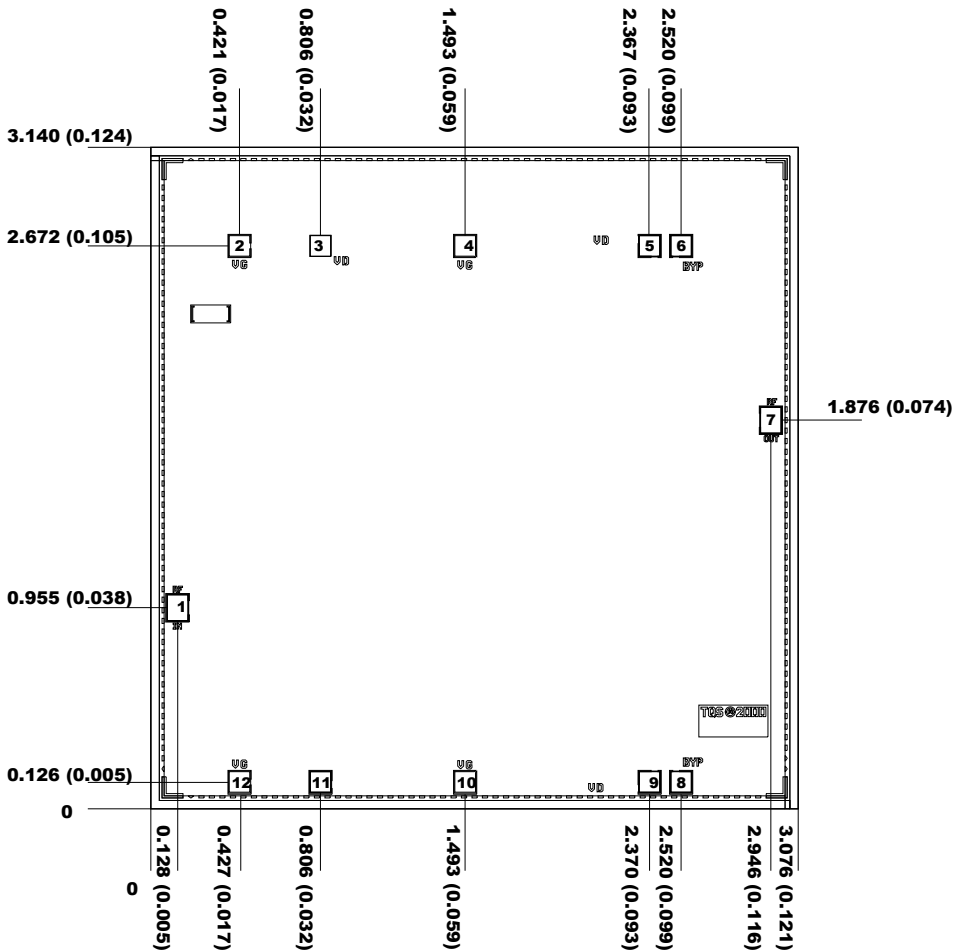 0.421 (0.017)
0.806 (0.032)
1.493 (0.059)
2.367 (0.093)
2.520 (0.099)
3.140 (0.124)
2.672 (0.105)
2
3
4
5
6
VG
VD
VG
VD
BYP
RF
7
OUT
1.876 (0.074)
0.955 (0.038)
RF
1
IN
TQS®2000
0.126 (0.005)
VG
12
11
VG
10
VD
9
BYP
8
0
0
0.128 (0.005)
0.427 (0.017)
0.806 (0.032)
1.493 (0.059)
2.370 (0.093)
2.520 (0.099)
2.946 (0.116)
3.076 (0.121)